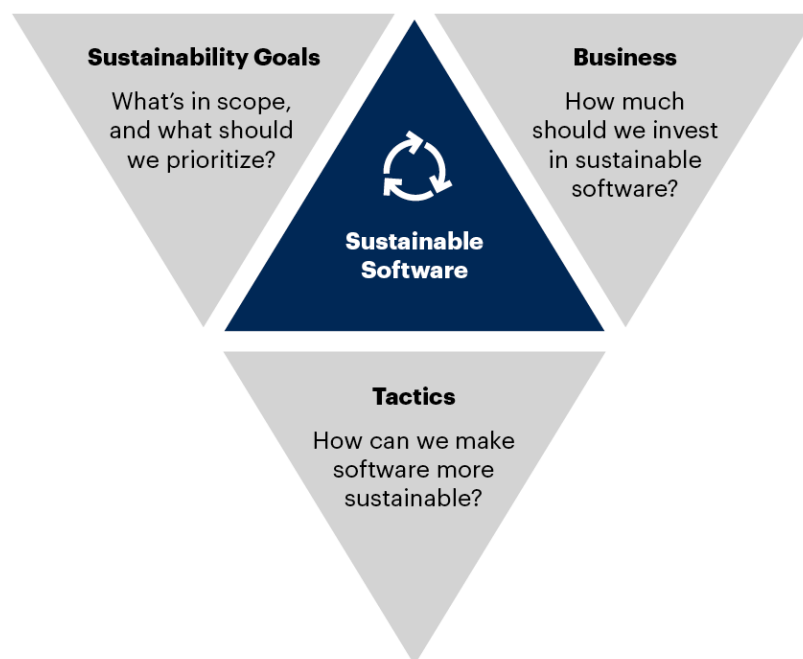 Sustainability Goals
What’s in scope,
and what should
we prioritize?
Sustainable
Software
Business
How much
should we invest
in sustainable
software?
Tactics
How can we make
software more
sustainable?